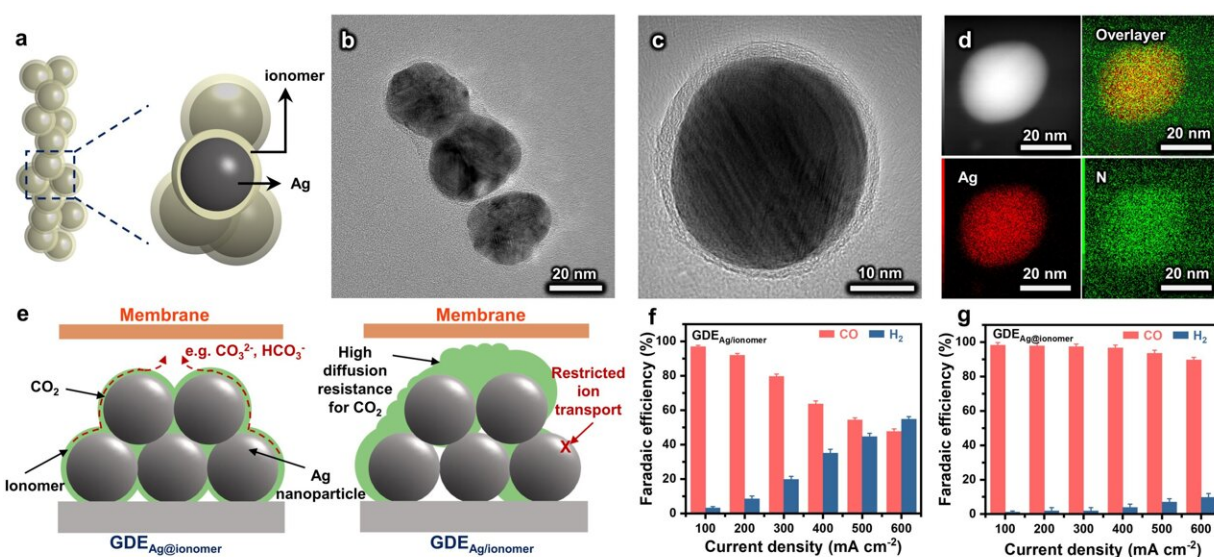 a
ionomer
Ag
b
20 nm
c
10 nm
d
Overlayer
20 nm
20 nm
Ag
N
20 nm
20 nm
e
Membrane
e.g. CO₃²⁻, HCO₃⁻
CO₂
Ionomer
Ag
nanoparticle
GDE_Ag@ionomer
Membrane
High
diffusion
resistance
for CO₂
Restricted
ion
transport
X
GDE_Ag/ionomer
f
GDE_Ag/ionomer
CO
H₂
Faradaic efficiency (%)
100
80
60
40
20
0
100 200 300 400 500 600
Current density (mA cm⁻²)
g
GDE_Ag@ionomer
CO
H₂
Faradaic efficiency (%)
100
80
60
40
20
0
100 200 300 400 500 600
Current density (mA cm⁻²)